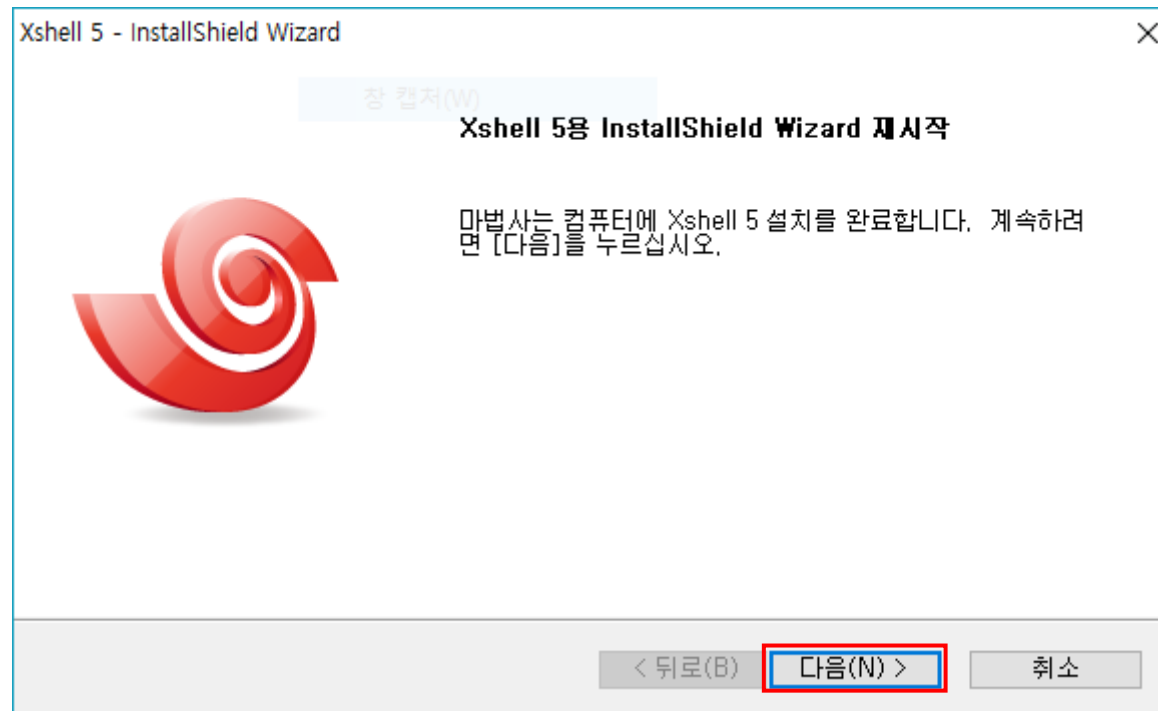 Xshell 5 - InstallShield Wizard
창 캡처(W)
Xshell 5용 InstallShield Wizard 재시작
마법사는 컴퓨터에 Xshell 5 설치를 완료합니다. 계속하려
면 [다음]을 누르십시오.
< 뒤로(B) 다음(N) > 취소